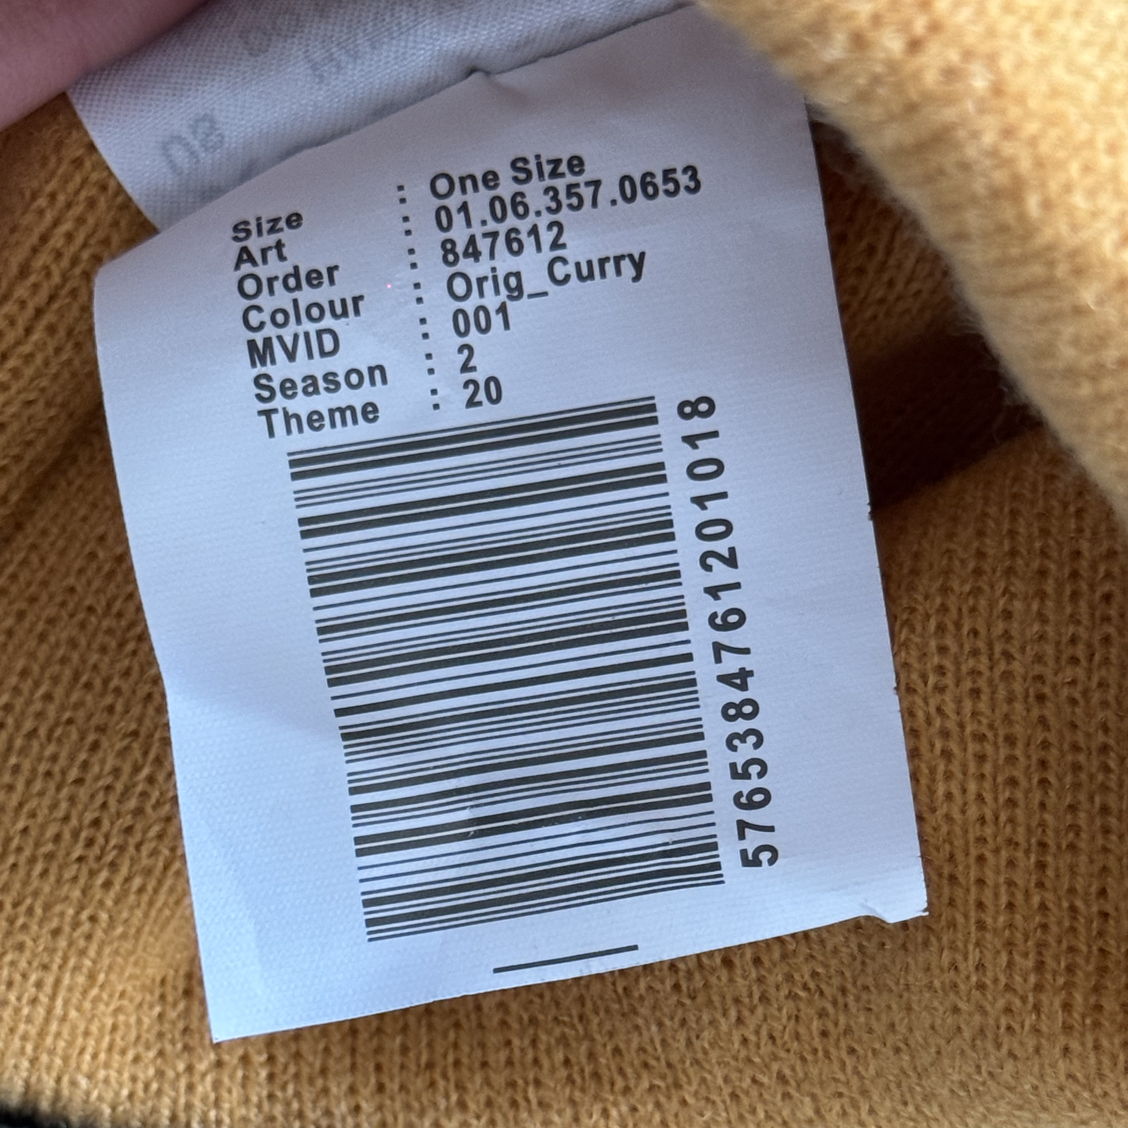 Size : One Size
Art : 01.06.357.0653
Order : 847612
Colour : Orig_Curry
MVID : 001
Season : 2
Theme : 20
5765384761201018